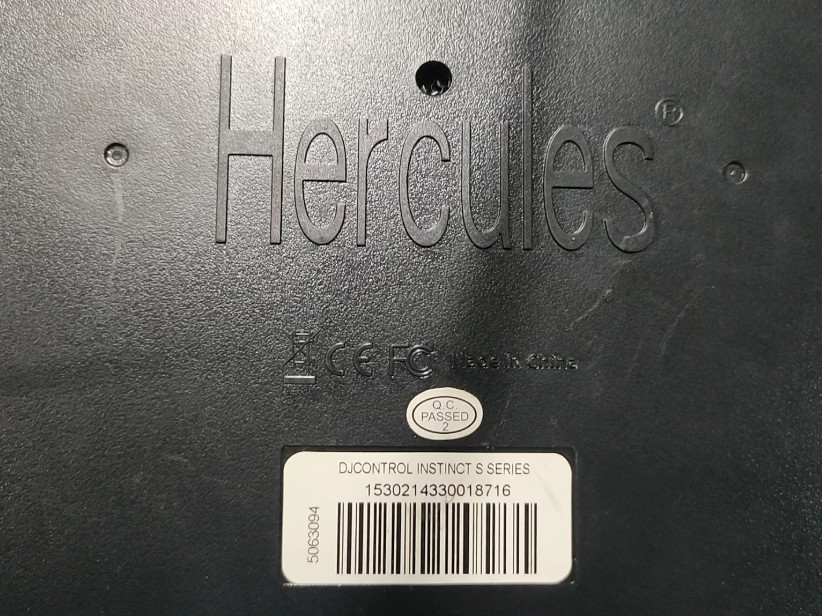 Hercules®
CE FC Made in China
Q.C.
PASSED
2
DJCONTROL INSTINCT S SERIES
1530214330018716
5063094